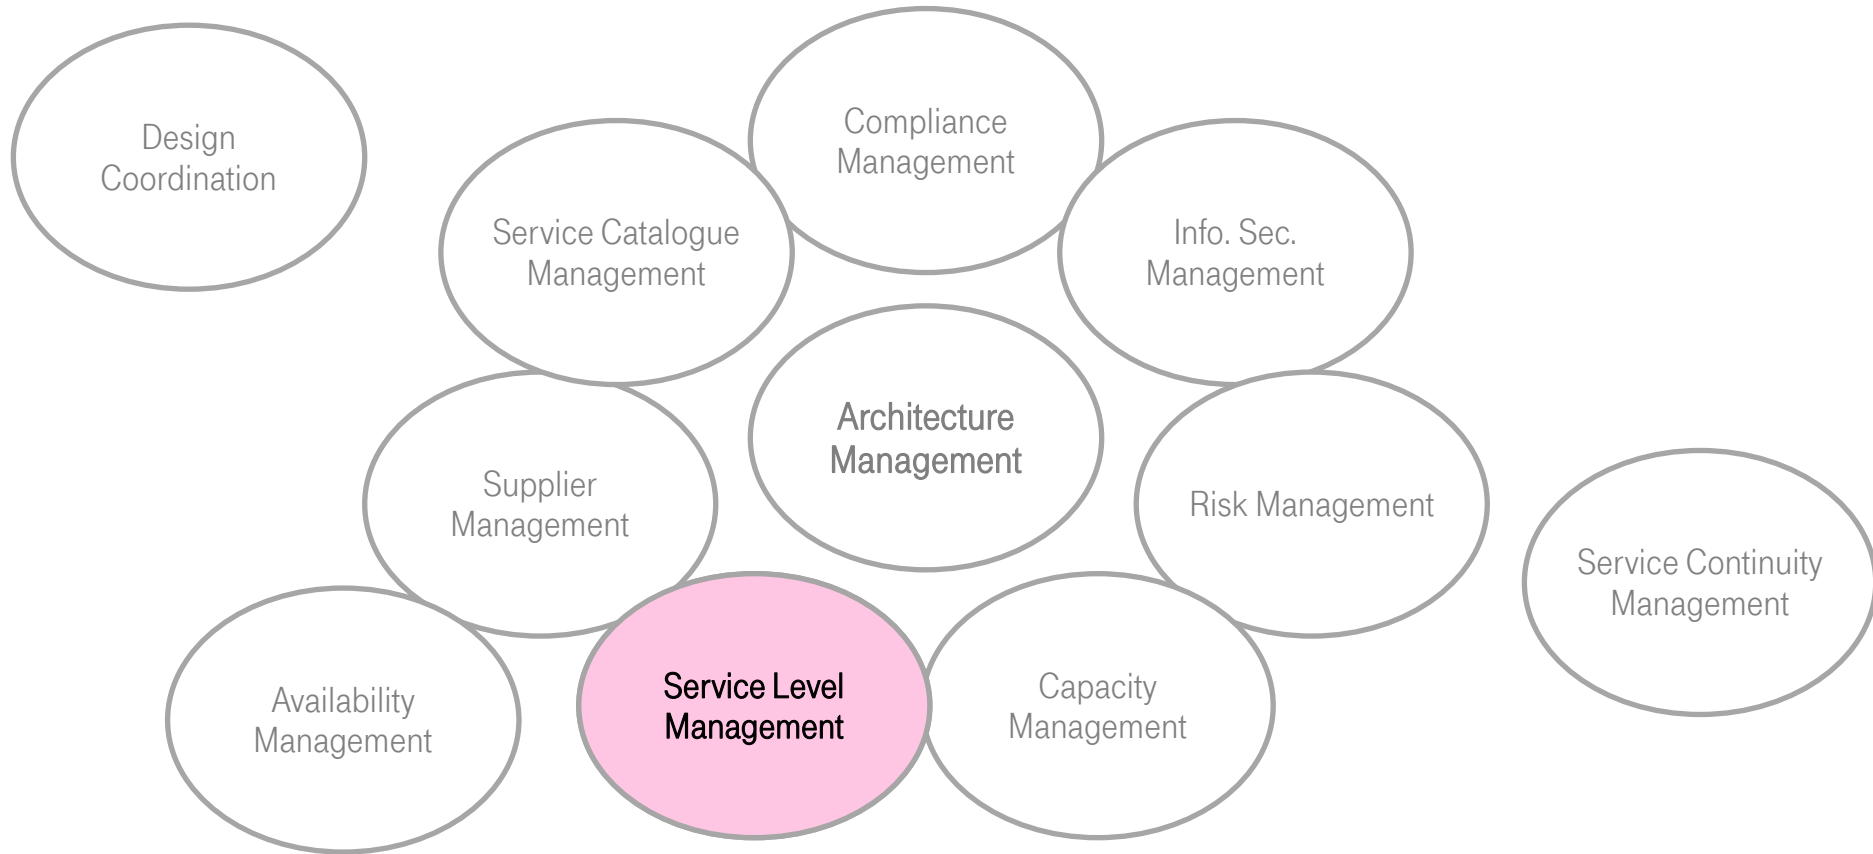 Design
Coordination
Compliance
Management
Service Catalogue
Management
Info. Sec.
Management
Architecture
Management
Supplier
Management
Risk Management
Service Continuity
Management
Availability
Management
Service Level
Management
Capacity
Management